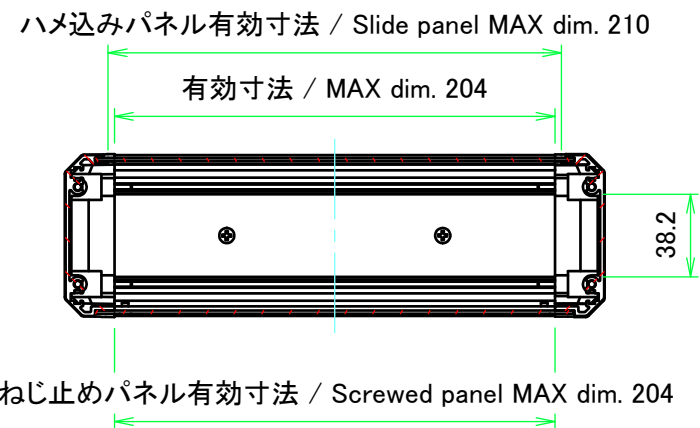 ハメ込みパネル有効寸法 / Slide panel MAX dim. 210
有効寸法 / MAX dim. 204
38.2
ねじ止めパネル有効寸法 / Screwed panel MAX dim. 204